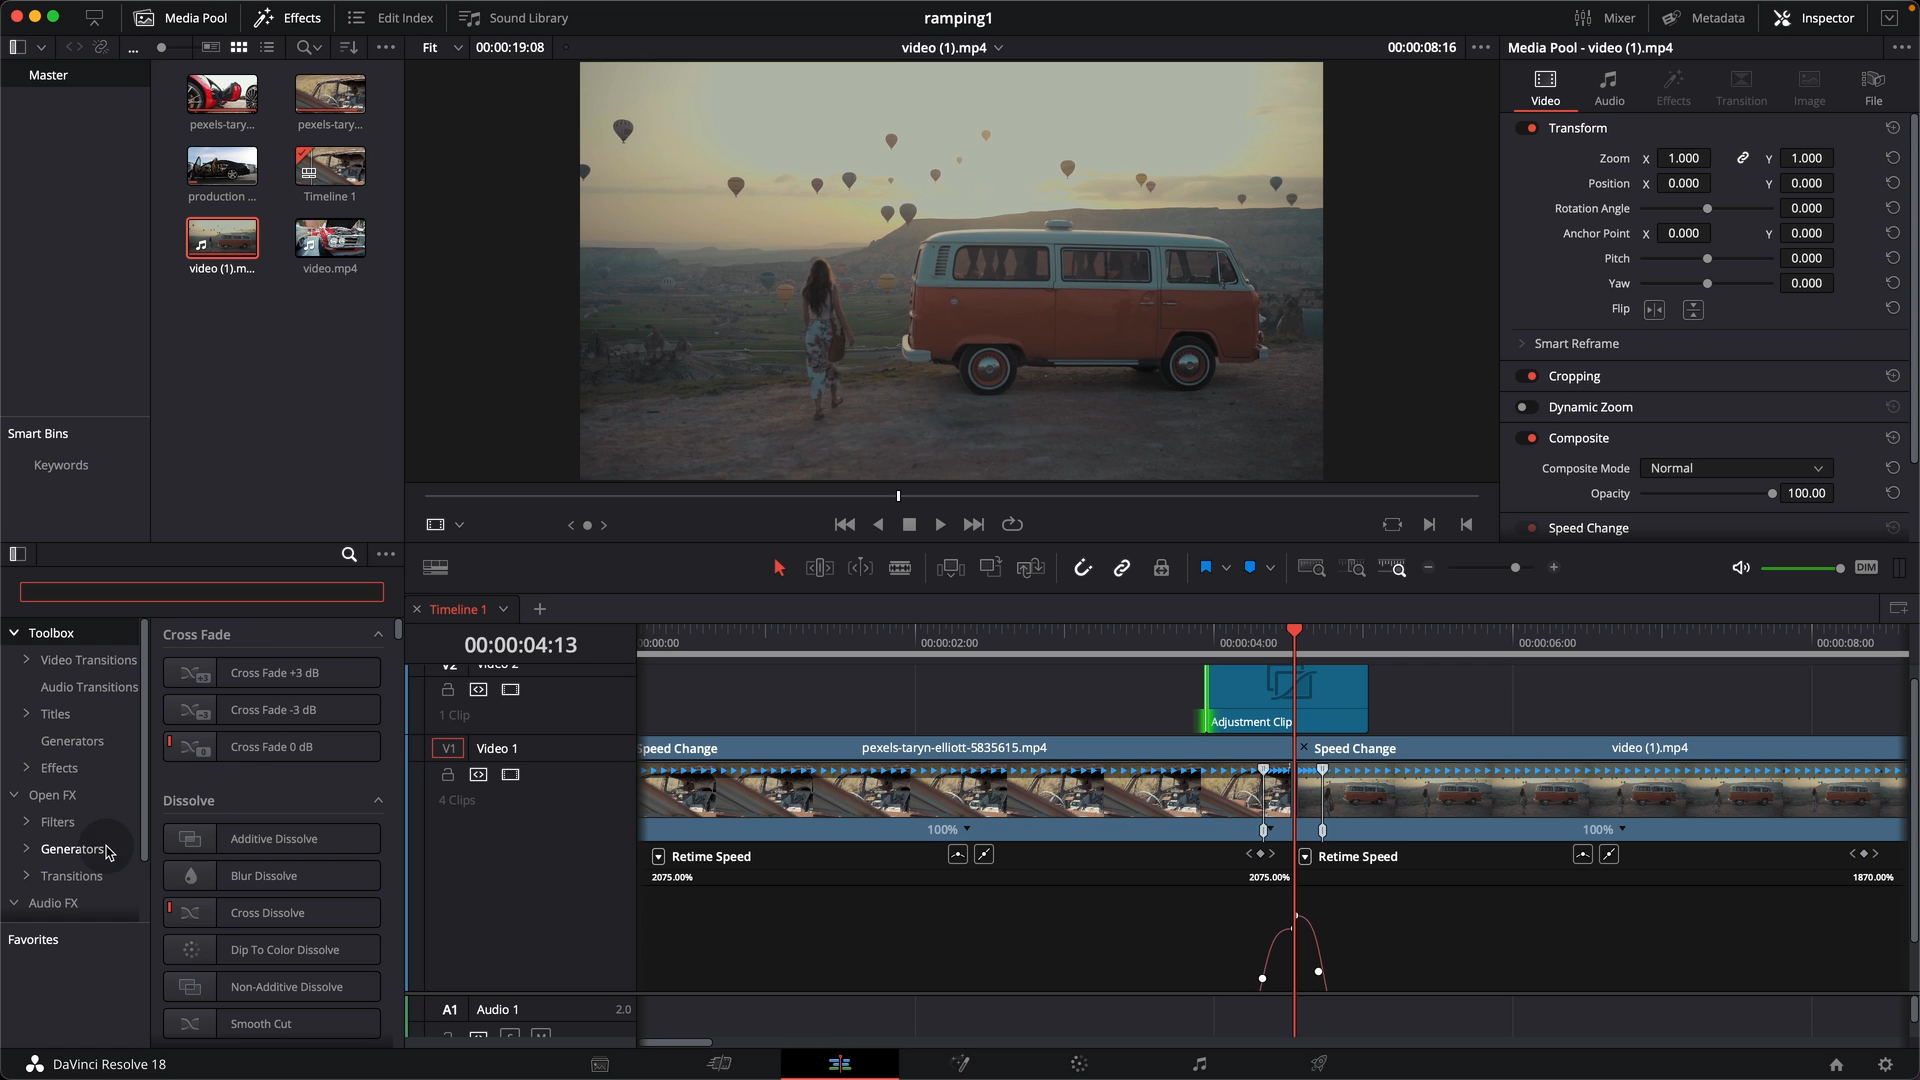 Media Pool
Effects
Edit Index
Sound Library
ramping1
Mixer
Metadata
Inspector
...
Fit
00:00:19:08
video (1).mp4
00:00:08:16
Media Pool - video (1).mp4
Master
pexels-tary...
pexels-tary...
production ...
Timeline 1
video (1).m...
video.mp4
Smart Bins
Keywords
Video
Audio
Effects
Transition
Image
File
Transform
Zoom X 1.000 Y 1.000
Position X 0.000 Y 0.000
Rotation Angle 0.000
Anchor Point X 0.000 Y 0.000
Pitch 0.000
Yaw 0.000
Flip
Smart Reframe
Cropping
Dynamic Zoom
Composite
Composite Mode Normal
Opacity 100.00
Speed Change
DIM
Toolbox
Video Transitions
Audio Transitions
Titles
Generators
Effects
Open FX
Filters
Generators
Transitions
Audio FX
Favorites
Cross Fade
+3 Cross Fade +3 dB
-3 Cross Fade -3 dB
0 Cross Fade 0 dB
Dissolve
Additive Dissolve
Blur Dissolve
Cross Dissolve
Dip To Color Dissolve
Non-Additive Dissolve
Smooth Cut
Timeline 1
00:00:04:13
00:00:00
00:00:02:00
00:00:04:00
00:00:06:00
00:00:08:00
V2 Video 2
1 Clip
Adjustment Clip
V1 Video 1
4 Clips
Speed Change
pexels-taryn-elliott-5835615.mp4
Speed Change
video (1).mp4
100%
100%
Retime Speed
2075.00%
2075.00%
Retime Speed
1870.00%
A1 Audio 1 2.0
S M
DaVinci Resolve 18